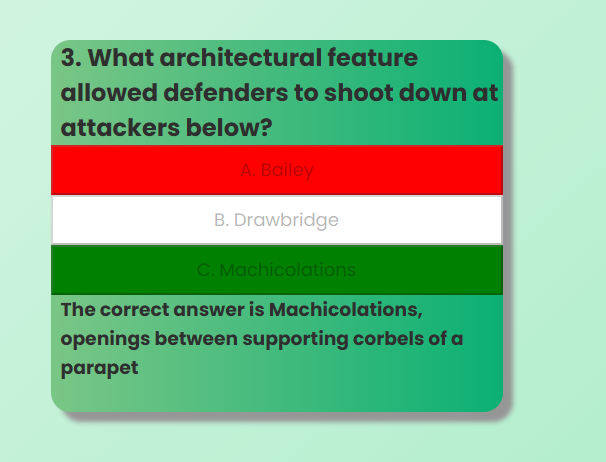 3. What architectural feature
allowed defenders to shoot down at
attackers below?
A. Bailey
B. Drawbridge
C. Machicolations
The correct answer is Machicolations,
openings between supporting corbels of a
parapet